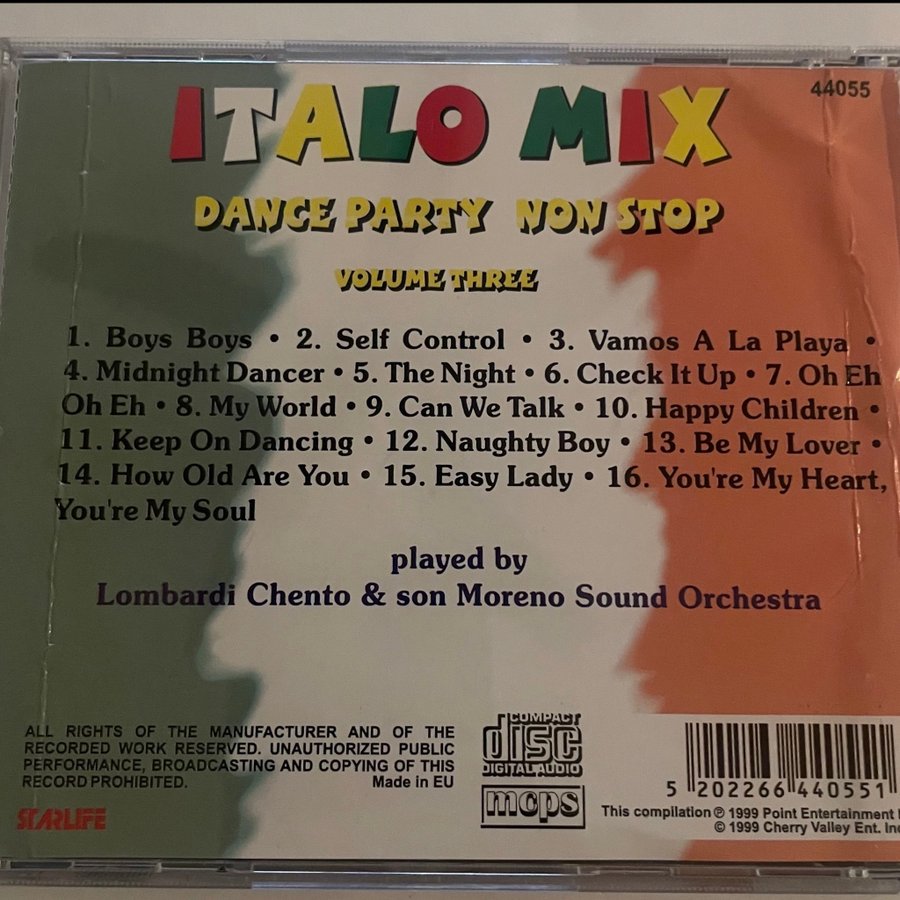 44055
ITALO MIX
DANCE PARTY NON STOP
VOLUME THREE
1. Boys Boys • 2. Self Control • 3. Vamos A La Playa •
4. Midnight Dancer • 5. The Night • 6. Check It Up • 7. Oh Eh
Oh Eh • 8. My World • 9. Can We Talk • 10. Happy Children •
11. Keep On Dancing • 12. Naughty Boy • 13. Be My Lover •
14. How Old Are You • 15. Easy Lady • 16. You're My Heart,
You're My Soul
played by
Lombardi Chento & son Moreno Sound Orchestra
ALL RIGHTS OF THE MANUFACTURER AND OF THE
RECORDED WORK RESERVED. UNAUTHORIZED PUBLIC
PERFORMANCE, BROADCASTING AND COPYING OF THIS
RECORD PROHIBITED. Made in EU
STARLIFE
COMPACT
disc
DIGITAL AUDIO
mcps
5 202266 440551
This compilation ℗ 1999 Point Entertainment
© 1999 Cherry Valley Ent. Inc